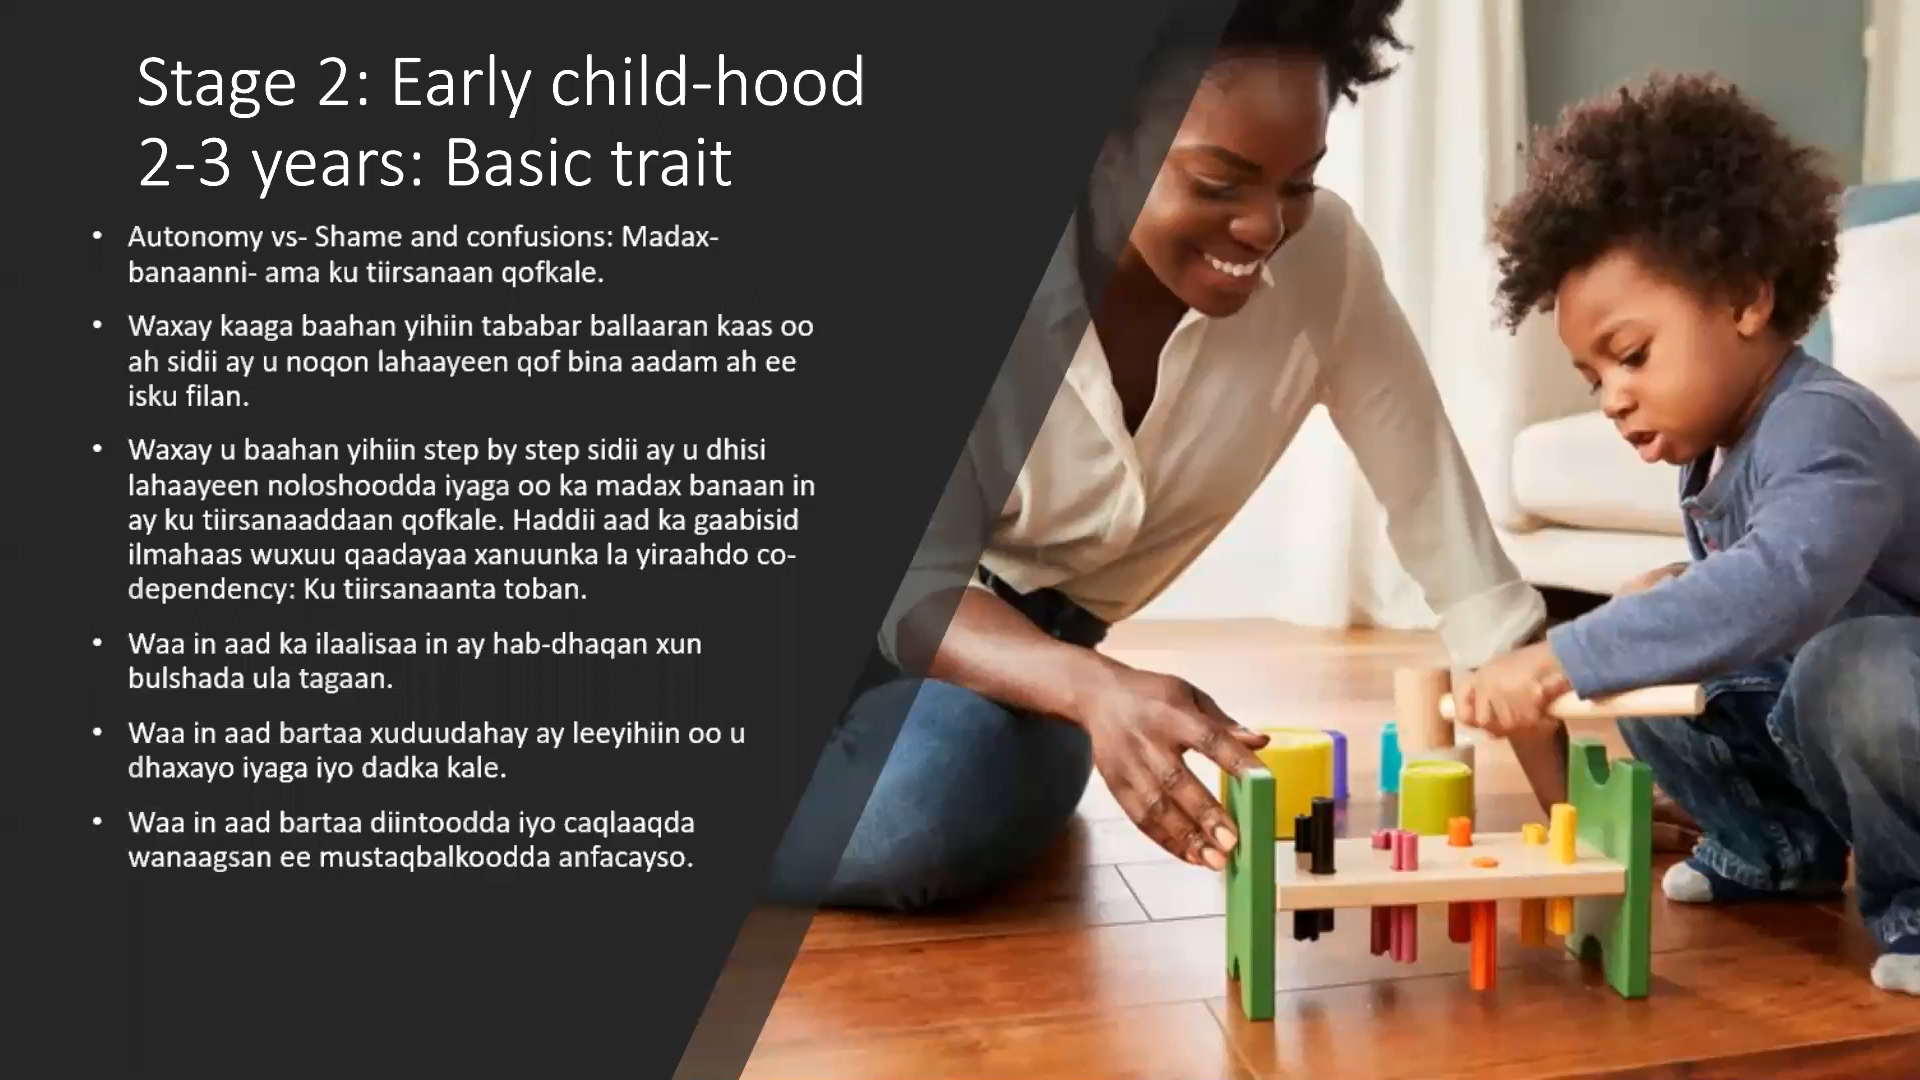 Stage 2: Early child-hood
2-3 years: Basic trait
• Autonomy vs- Shame and confusions: Madax-
banaanni- ama ku tiirsanaan qofkale.
• Waxay kaaga baahan yihiin tababar ballaaran kaas oo
ah sidii ay u noqon lahaayeen qof bina aadam ah ee
isku filan.
• Waxay u baahan yihiin step by step sidii ay u dhisi
lahaayeen noloshoodda iyaga oo ka madax banaan in
ay ku tiirsanaaddaan qofkale. Haddii aad ka gaabisid
ilmahaas wuxuu qaadayaa xanuunka la yiraahdo co-
dependency: Ku tiirsanaanta toban.
• Waa in aad ka ilaalisaa in ay hab-dhaqan xun
bulshada ula tagaan.
• Waa in aad bartaa xuduudahay ay leeyihiin oo u
dhaxayo iyaga iyo dadka kale.
• Waa in aad bartaa diintoodda iyo caqlaaqda
wanaagsan ee mustaqbalkoodda anfacayso.